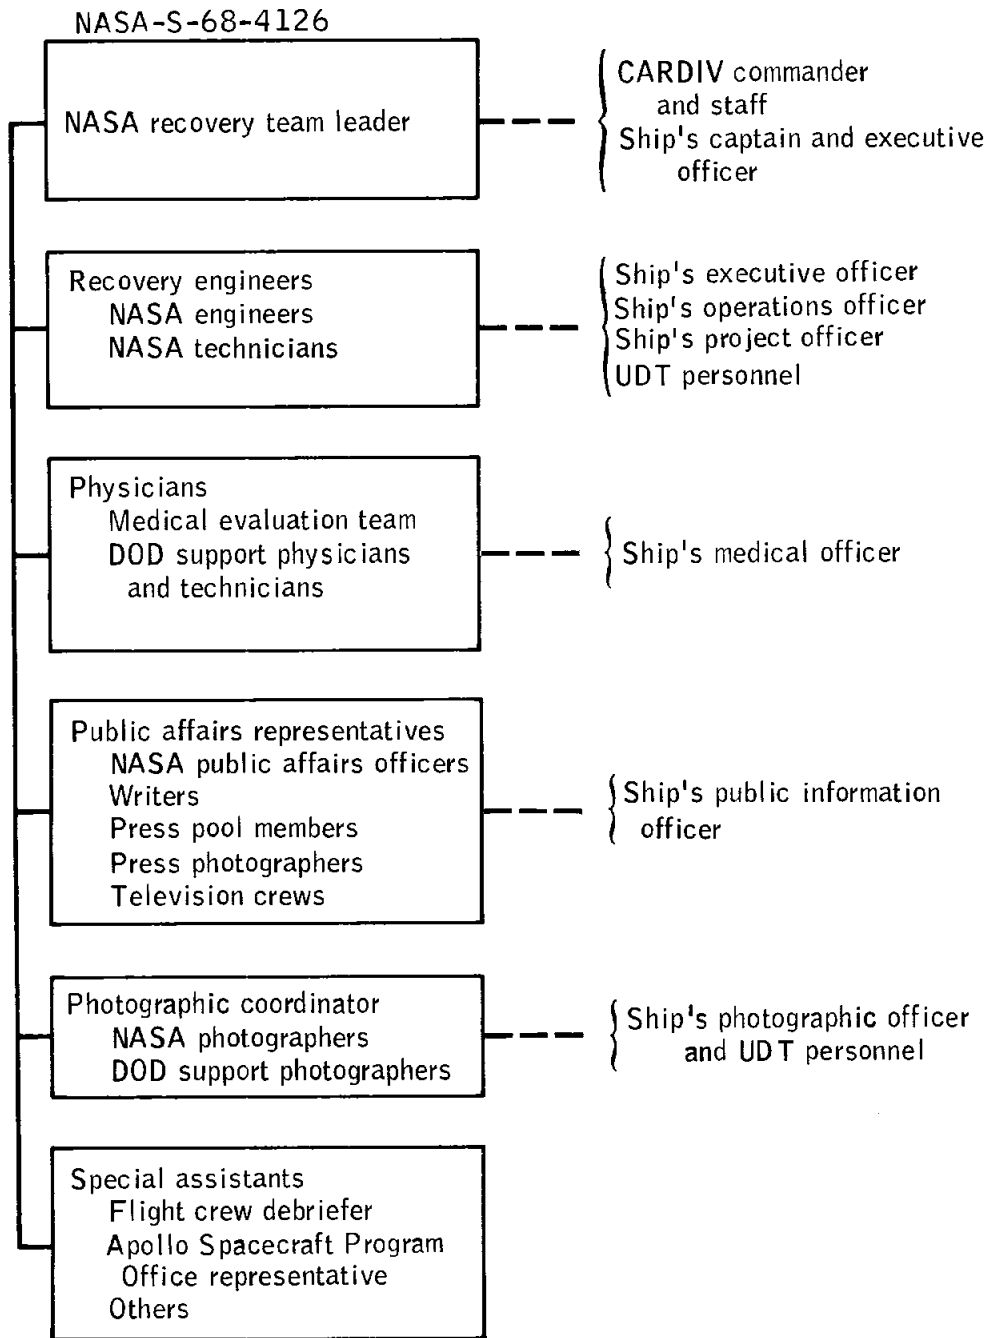 NASA-S-68-4126
NASA recovery team leader
CARDIV commander
and staff
Ship's captain and executive
officer
Recovery engineers
NASA engineers
NASA technicians
Ship's executive officer
Ship's operations officer
Ship's project officer
UDT personnel
Physicians
Medical evaluation team
DOD support physicians
and technicians
Ship's medical officer
Public affairs representatives
NASA public affairs officers
Writers
Press pool members
Press photographers
Television crews
Ship's public information
officer
Photographic coordinator
NASA photographers
DOD support photographers
Ship's photographic officer
and UDT personnel
Special assistants
Flight crew debriefer
Apollo Spacecraft Program
Office representative
Others